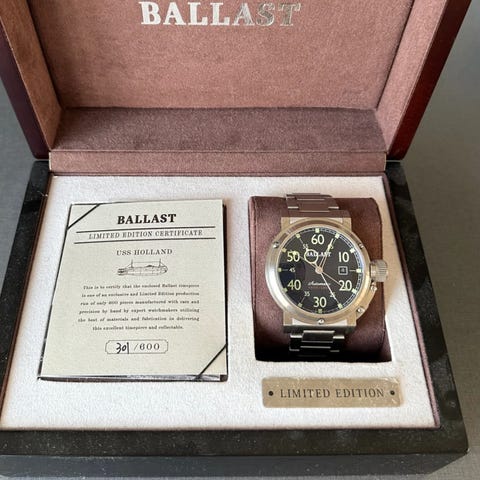 BALLAST
BALLAST
LIMITED EDITION CERTIFICATE
USS HOLLAND
This is to certify that the enclosed Ballast timepiece
is one of an exclusive and Limited Edition production
run of only 600 pieces manufactured with care and
precision by hand by expert watchmakers utilizing
the best of materials and fabrication in delivering
this excellent timepiece and collectable.
301 /600
60
50
10
45
40
20
30
BALLAST
Automatic
LIMITED EDITION